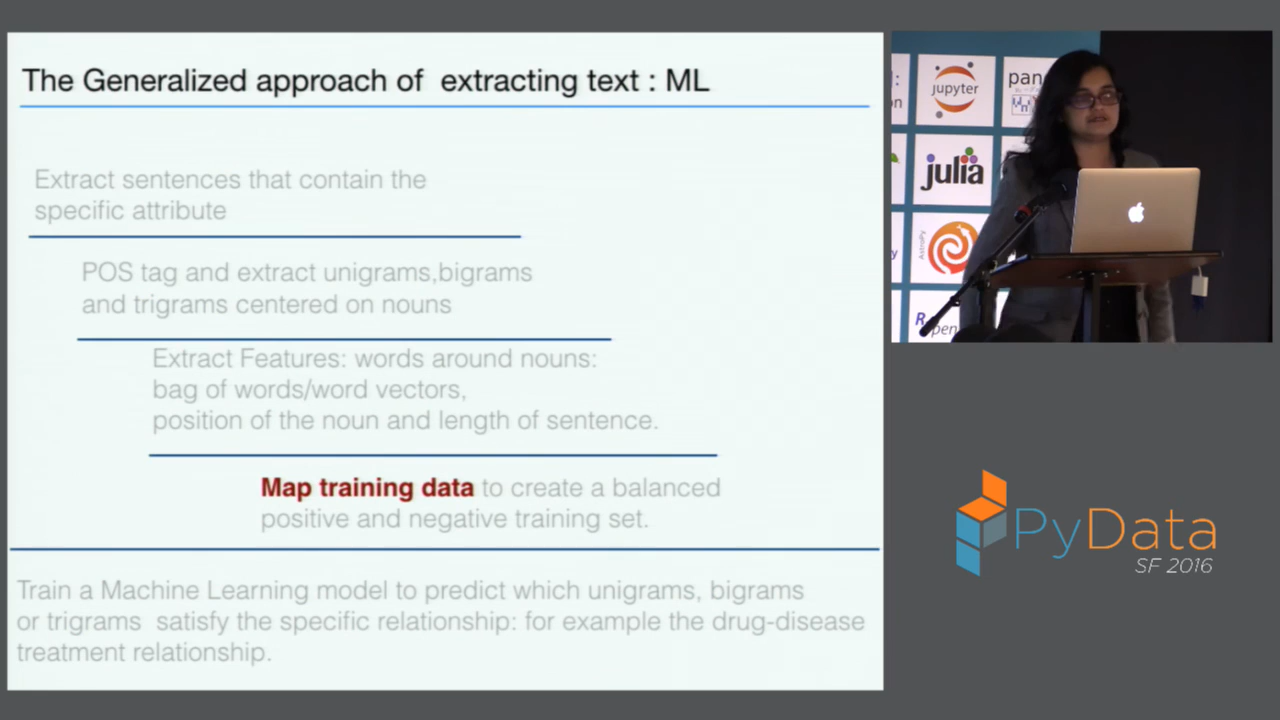 The Generalized approach of extracting text : ML
Extract sentences that contain the
specific attribute
POS tag and extract unigrams,bigrams
and trigrams centered on nouns
Extract Features: words around nouns:
bag of words/word vectors,
position of the noun and length of sentence.
Map training data to create a balanced
positive and negative training set.
Train a Machine Learning model to predict which unigrams, bigrams
or trigrams satisfy the specific relationship: for example the drug-disease
treatment relationship.
jupyter
pan
julia
AstroPy
open
PyData
SF 2016